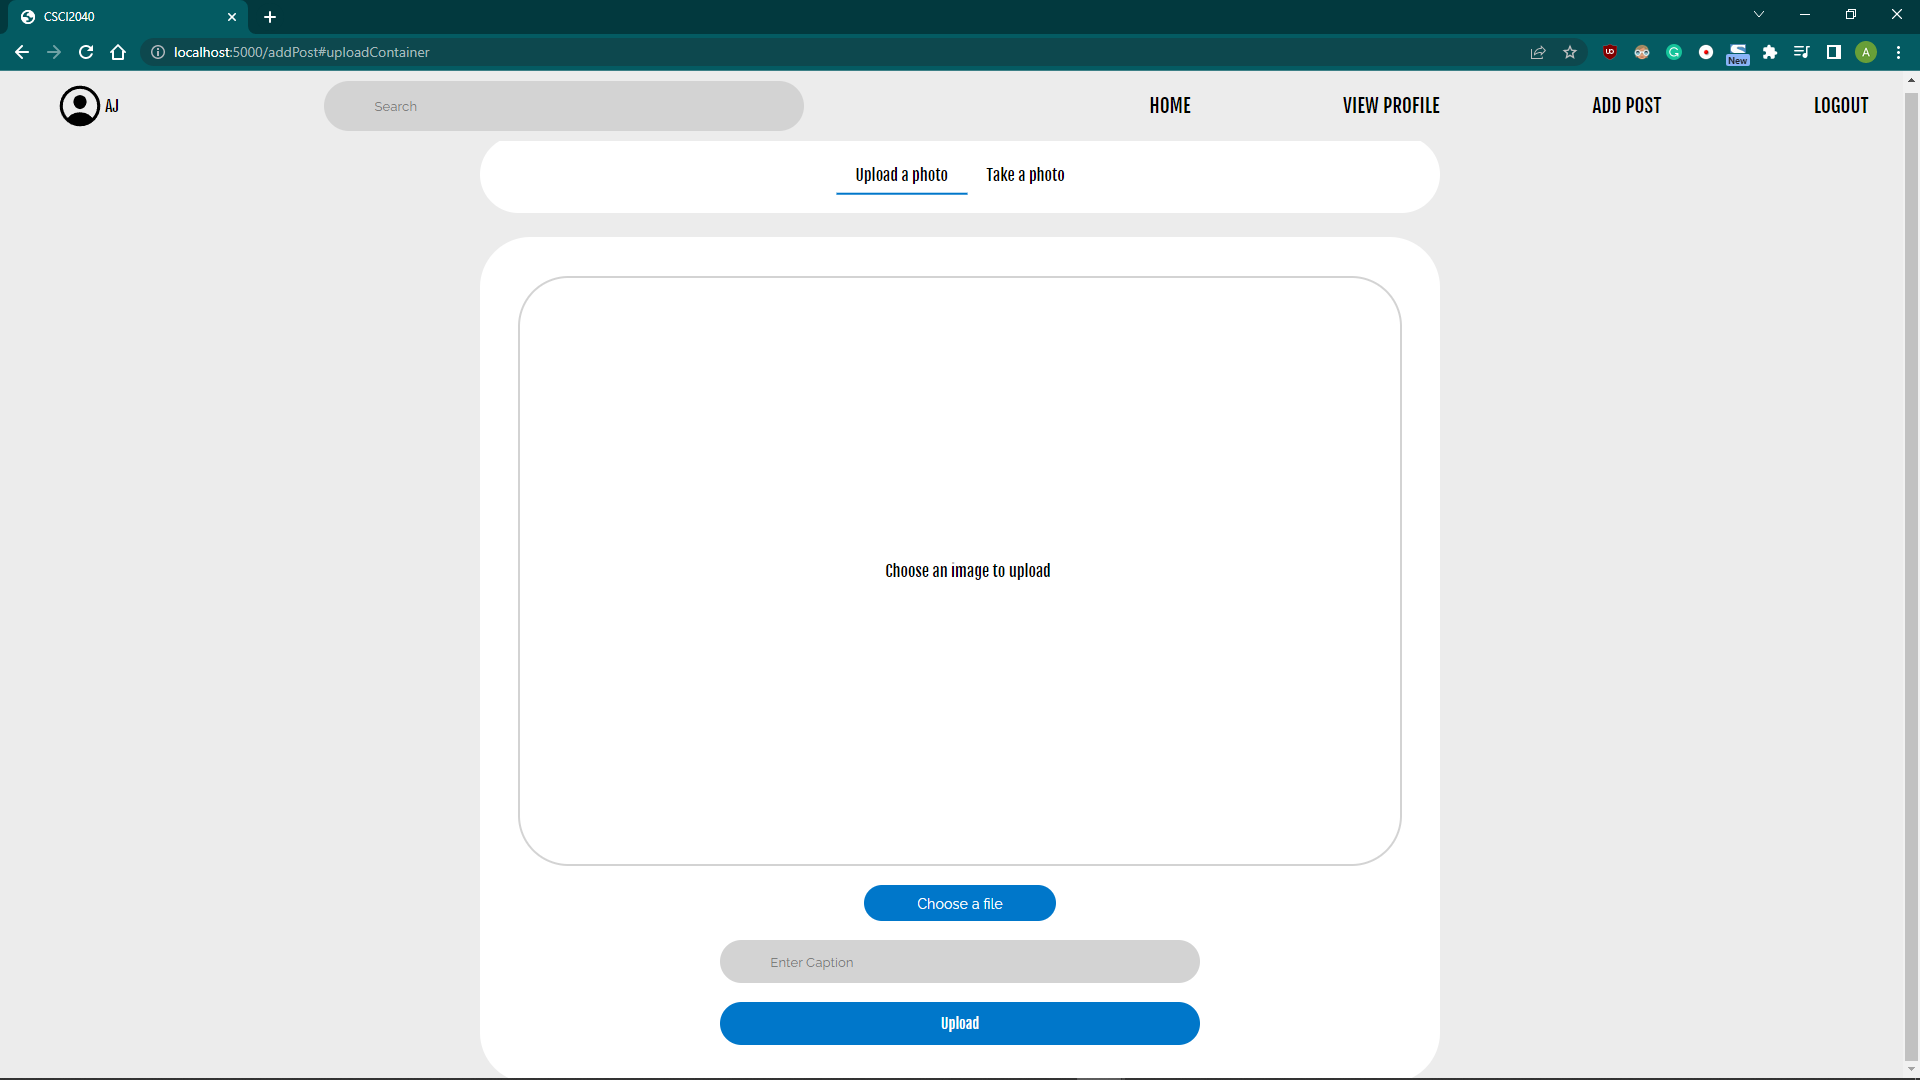 CSCI2040
localhost:5000/addPost#uploadContainer
New
A
AJ
Search
HOME
VIEW PROFILE
ADD POST
LOGOUT
Upload a photo
Take a photo
Choose an image to upload
Choose a file
Enter Caption
Upload